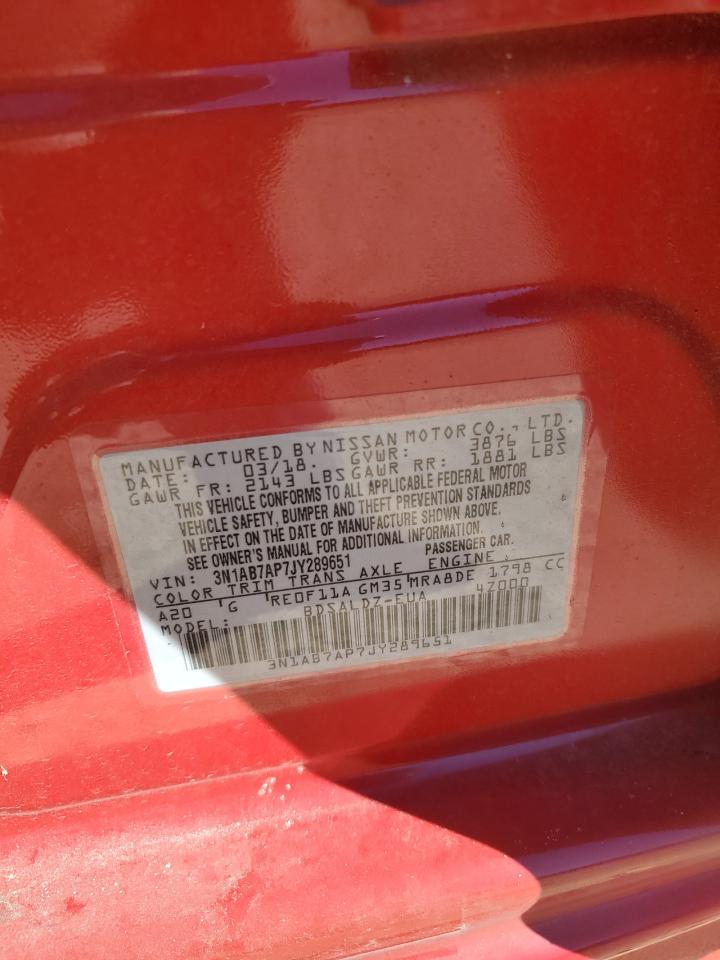 MANUFACTURED BY NISSAN MOTOR CO., LTD.
DATE: 03/18. GVWR: 3876 LBS
GAWR FR: 2143 LBS GAWR RR: 1881 LBS
THIS VEHICLE CONFORMS TO ALL APPLICABLE FEDERAL MOTOR
VEHICLE SAFETY, BUMPER AND THEFT PREVENTION STANDARDS
IN EFFECT ON THE DATE OF MANUFACTURE SHOWN ABOVE.
SEE OWNER'S MANUAL FOR ADDITIONAL INFORMATION.
VIN: 3N1AB7AP7JY289651 PASSENGER CAR.
COLOR TRIM TRANS AXLE ENGINE
A20 G RE0F11A GM35 MRA8DE 1798 CC
MODEL: BDSALDZ-EUA 4Z000
3N1AB7AP7JY289651